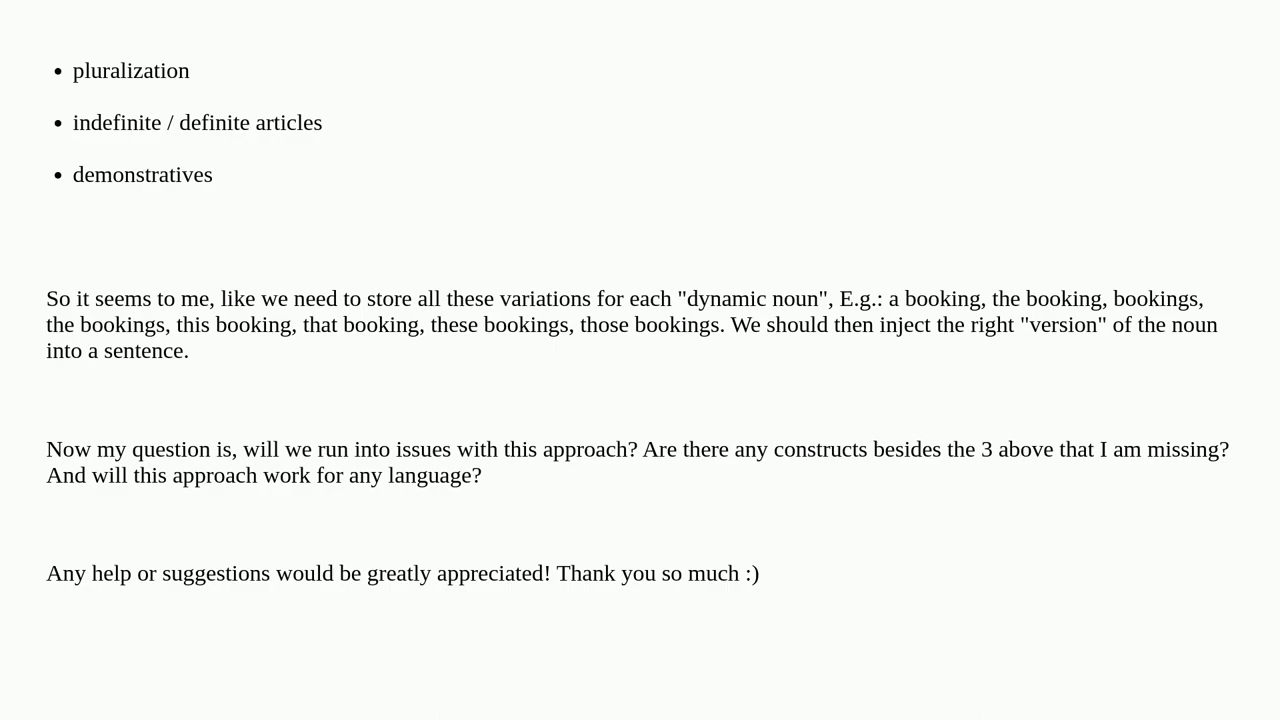 • pluralization
• indefinite / definite articles
• demonstratives
So it seems to me, like we need to store all these variations for each "dynamic noun", E.g.: a booking, the booking, bookings,
the bookings, this booking, that booking, these bookings, those bookings. We should then inject the right "version" of the noun
into a sentence.
Now my question is, will we run into issues with this approach? Are there any constructs besides the 3 above that I am missing?
And will this approach work for any language?
Any help or suggestions would be greatly appreciated! Thank you so much :)